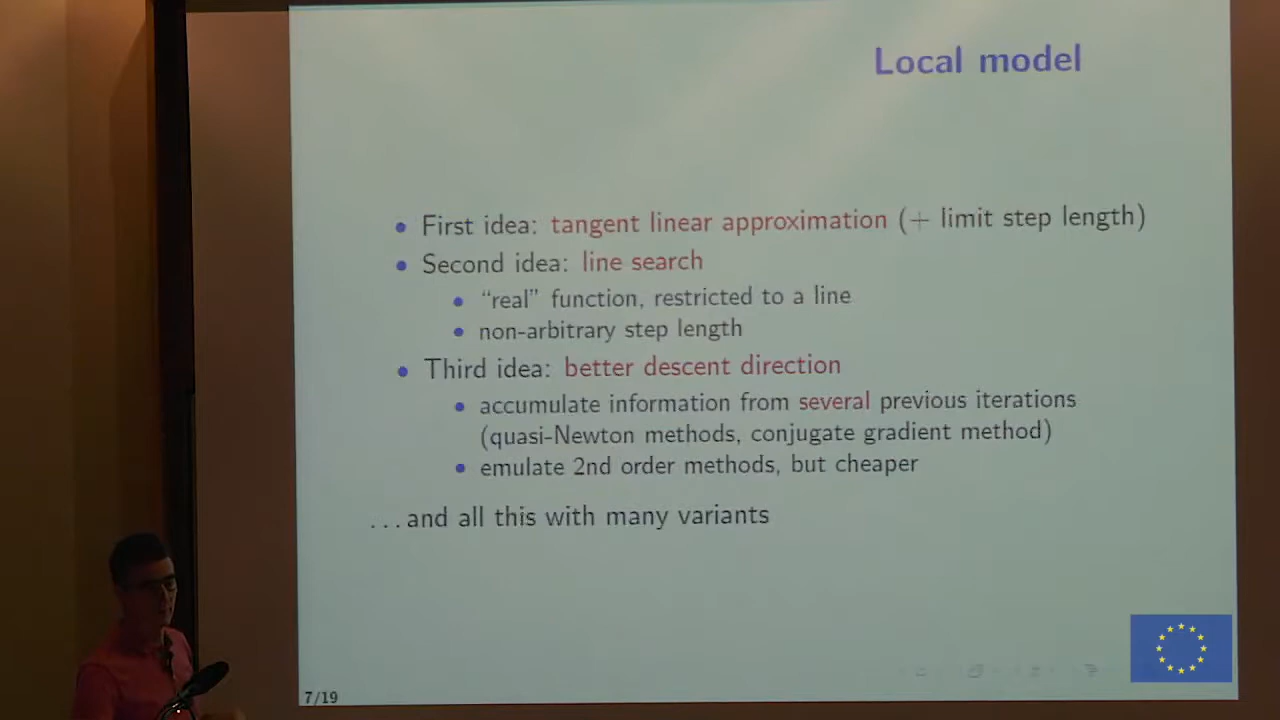 Local model
• First idea: tangent linear approximation (+ limit step length)
• Second idea: line search
• “real” function, restricted to a line
• non-arbitrary step length
• Third idea: better descent direction
• accumulate information from several previous iterations
(quasi-Newton methods, conjugate gradient method)
• emulate 2nd order methods, but cheaper
...and all this with many variants
7/19